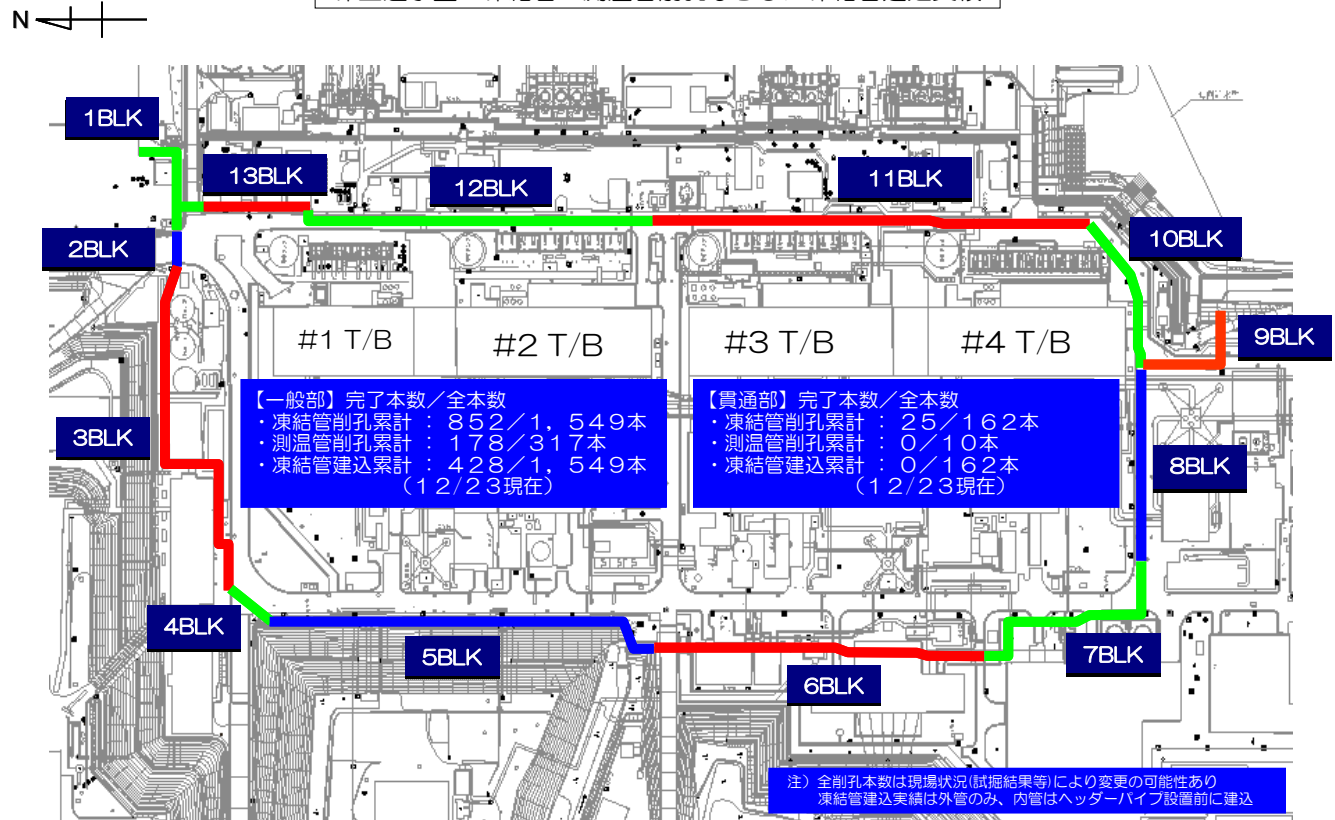 N
1BLK
13BLK
12BLK
11BLK
2BLK
10BLK
9BLK
#1 T/B
#2 T/B
#3 T/B
#4 T/B
3BLK
8BLK
【一般部】完了本数/全本数
・凍結管削孔累計 : 852/1,549本
・測温管削孔累計 : 178/317本
・凍結管建込累計 : 428/1,549本
(12/23現在)
【貫通部】完了本数/全本数
・凍結管削孔累計 : 25/162本
・測温管削孔累計 : 0/10本
・凍結管建込累計 : 0/162本
(12/23現在)
4BLK
5BLK
6BLK
7BLK
注) 全削孔本数は現場状況(試掘結果等)により変更の可能性あり
凍結管建込実績は外管のみ、内管はヘッダーパイプ設置前に建込